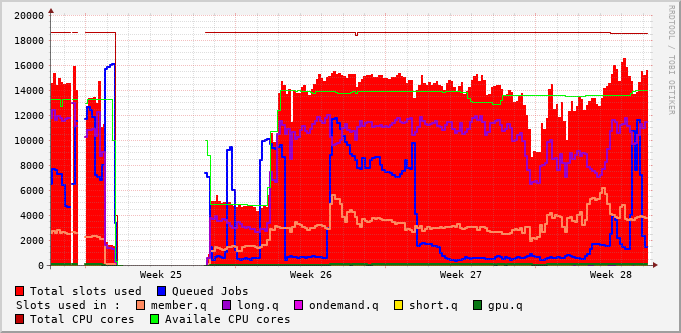 20000
18000
16000
14000
12000
10000
8000
6000
4000
2000
0
Week 25 Week 26 Week 27 Week 28
Total slots used Queued Jobs
Slots used in : member.q long.q ondemand.q short.q gpu.q
Total CPU cores Availale CPU cores
RRDTOOL / TOBI OETIKER